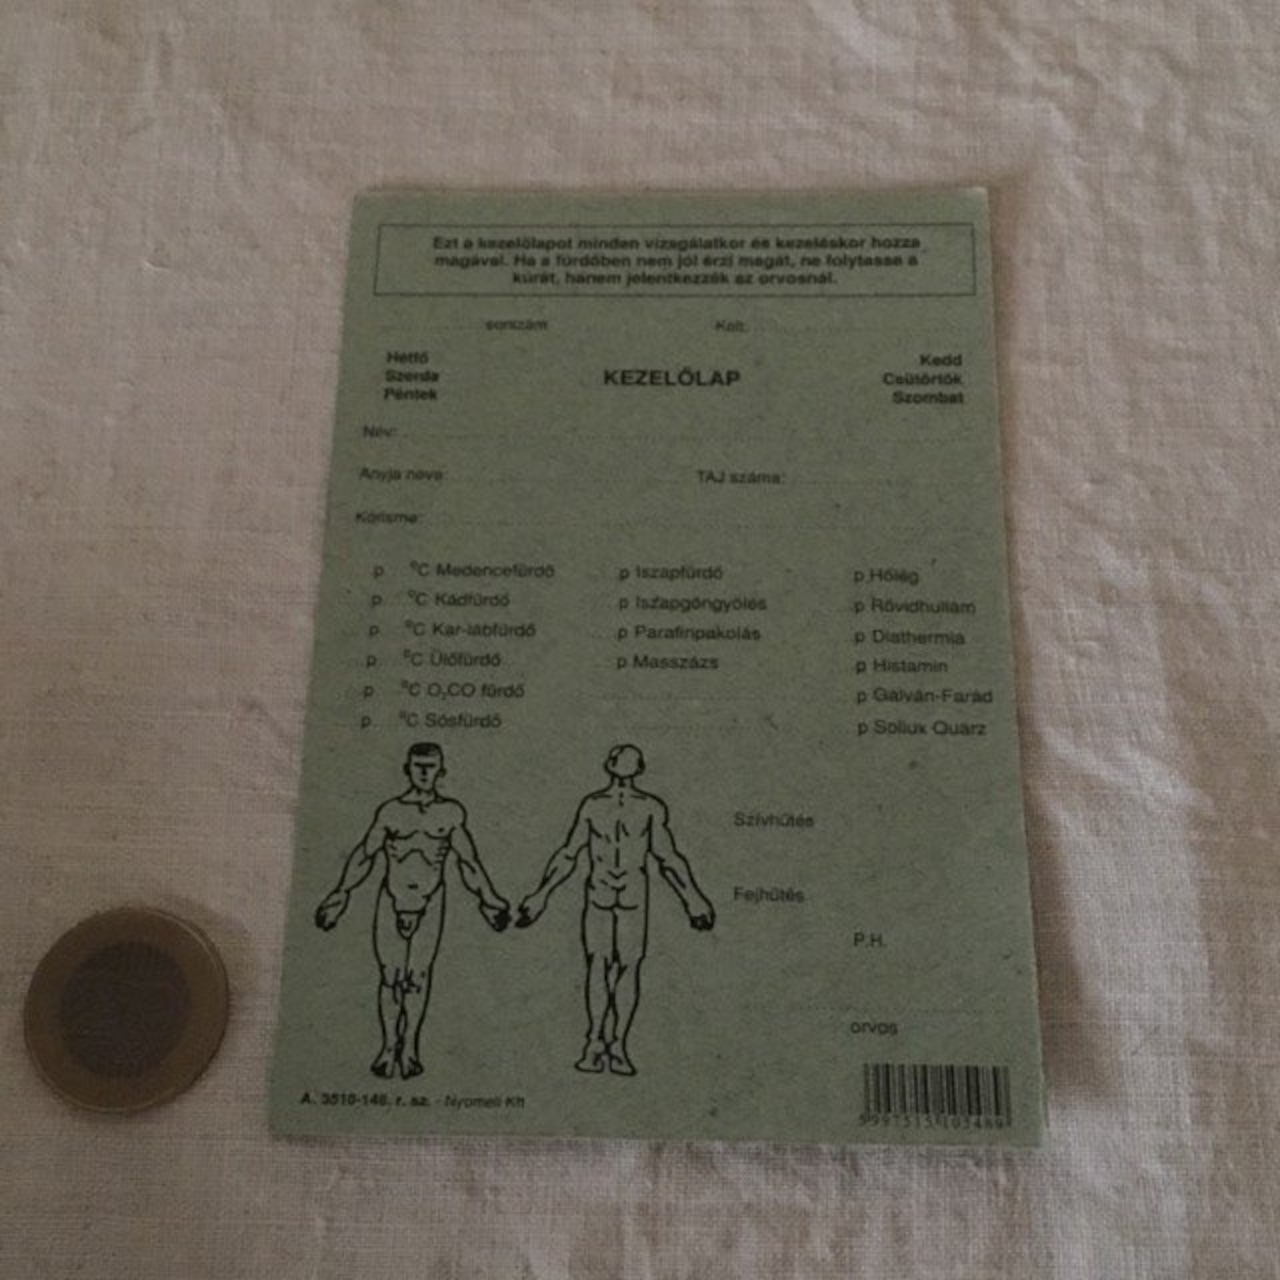 Ezt a kezelőlapot minden vizsgálatkor és kezeléskor hozza
magával. Ha a fürdőben nem jól érzi magát, ne folytassa a
kúrát, hanem jelentkezzék az orvosnál.
sorszám Kelt:
Hétfő Kedd
Szerda KEZELŐLAP Csütörtök
Péntek Szombat
Név:
Anyja neve: TAJ száma:
Kórisme:
p °C Medencefürdő p Iszapfürdő p Hőlég
p °C Kádfürdő p Iszapgöngyölés p Rövidhullám
p °C Kar-lábfürdő p Parafinpakolás p Diathermia
p °C Ülőfürdő p Masszázs p Histamin
p °C O₂CO fürdő p Galván-Farád
p °C Sósfürdő p Sollux Quarz
Szívhűtés
Fejhűtés
P.H.
orvos
A. 3510-146. r. sz. - Nyomell Kft